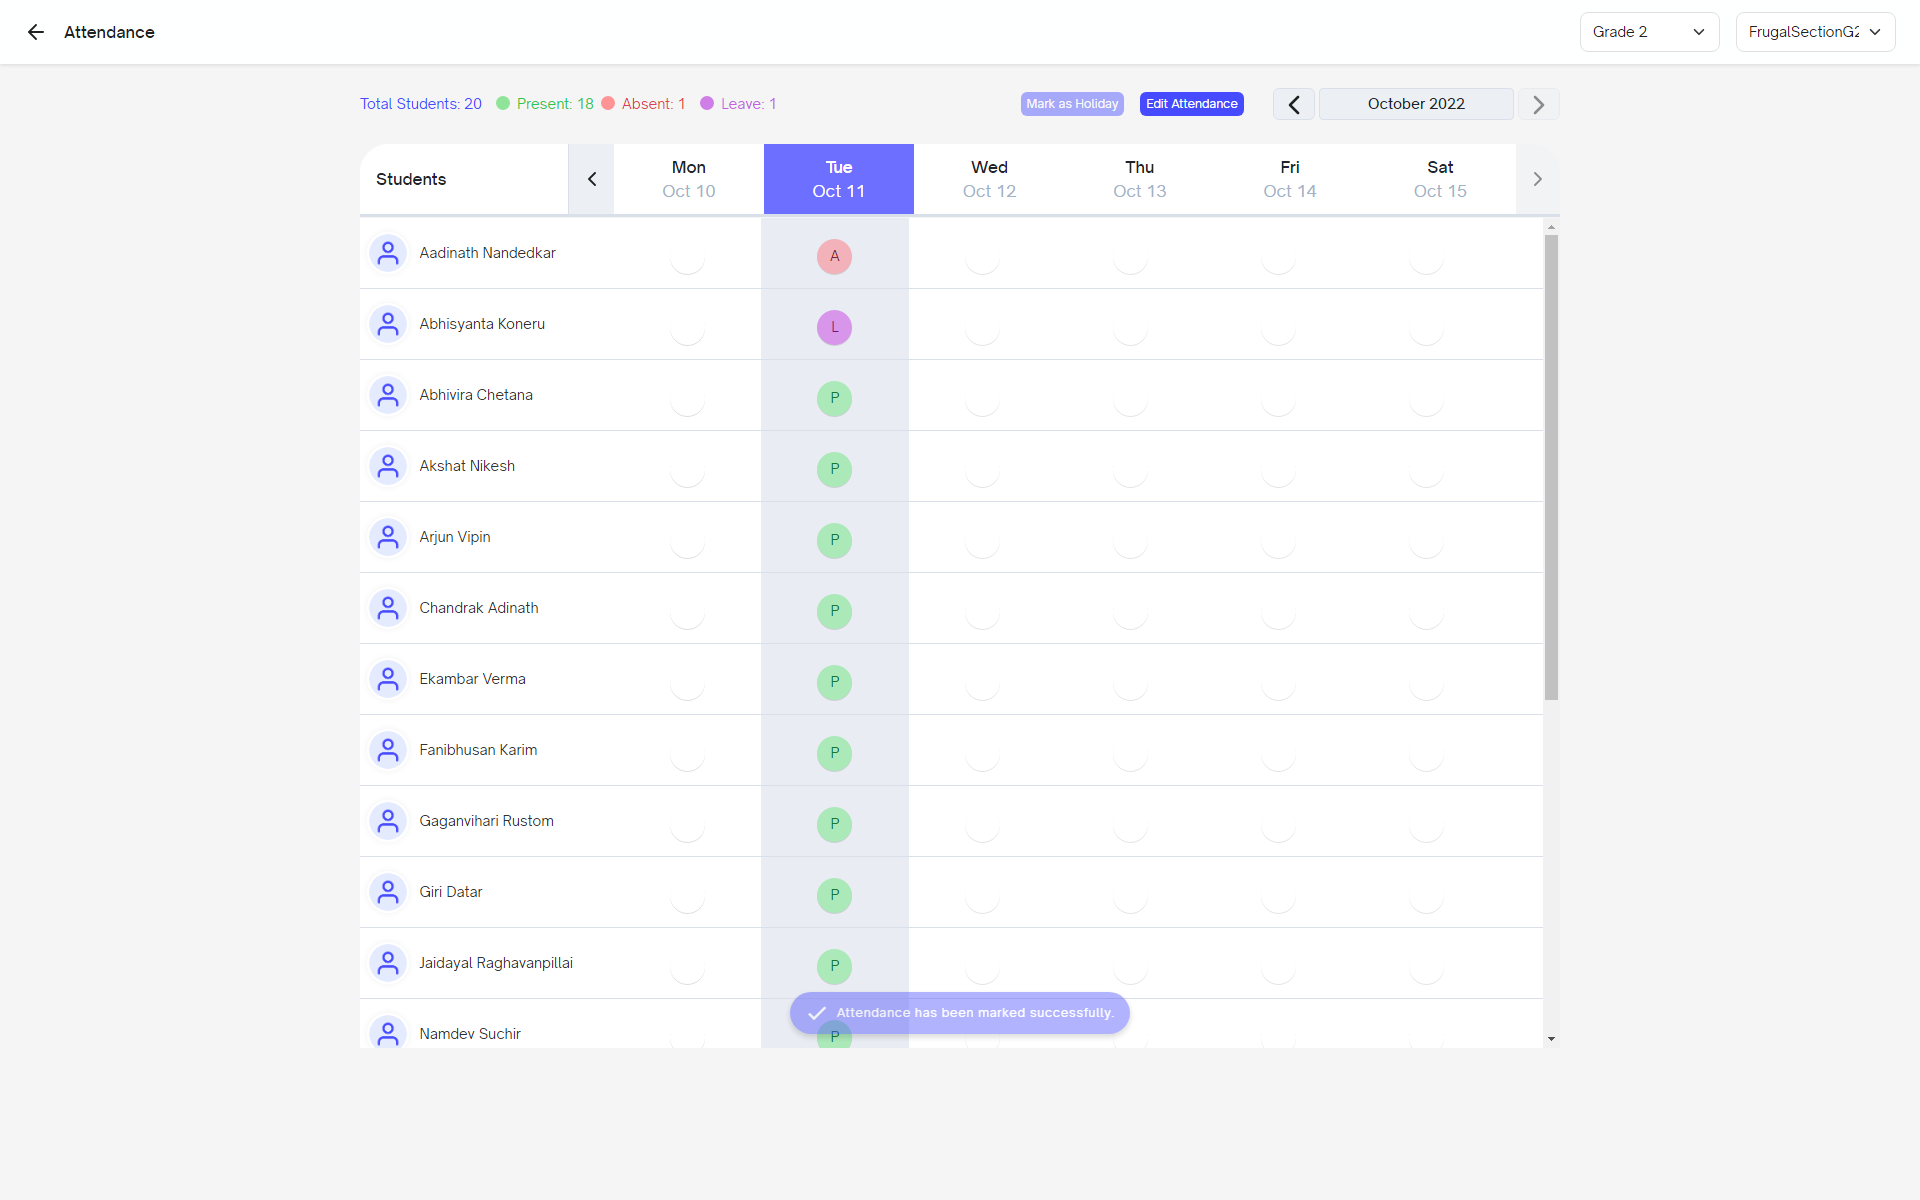 Attendance
Grade 2
FrugalSectionG2
Total Students: 20 Present: 18 Absent: 1 Leave: 1
Mark as Holiday
Edit Attendance
October 2022
Students
Mon
Oct 10
Tue
Oct 11
Wed
Oct 12
Thu
Oct 13
Fri
Oct 14
Sat
Oct 15
Aadinath Nandedkar A
Abhisyanta Koneru L
Abhivira Chetana P
Akshat Nikesh P
Arjun Vipin P
Chandrak Adinath P
Ekambar Verma P
Fanibhusan Karim P
Gaganvihari Rustom P
Giri Datar P
Jaidayal Raghavanpillai P
Attendance has been marked successfully.
Namdev Suchir P